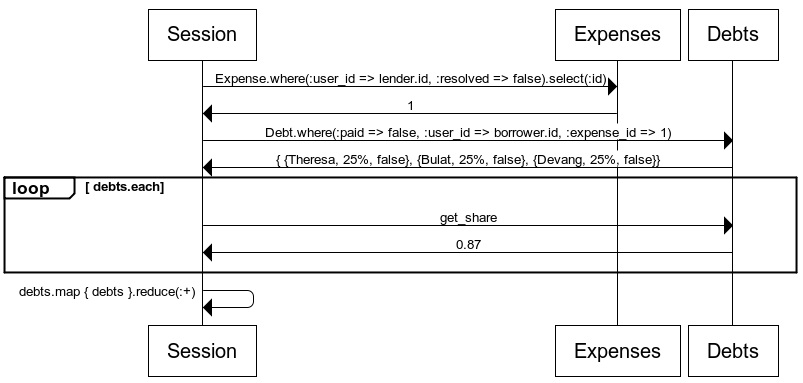 Session Expenses Debts
Expense.where(:user_id => lender.id, :resolved => false).select(:id)
1
Debt.where(:paid => false, :user_id => borrower.id, :expense_id => 1)
{ {Theresa, 25%, false}, {Bulat, 25%, false}, {Devang, 25%, false}}
loop [ debts.each]
get_share
0.87
debts.map { debts }.reduce(:+)
Session Expenses Debts